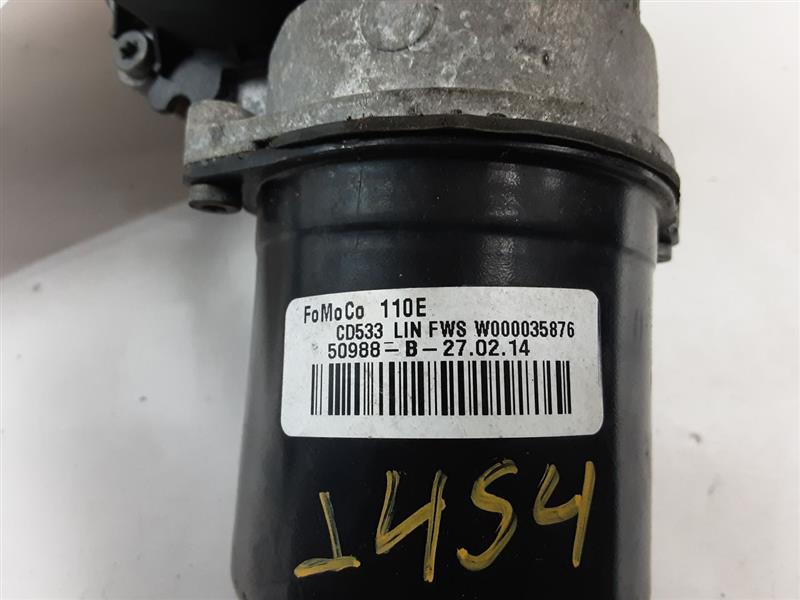 FoMoCo 110E
CD533 LIN FWS W000035876
50988-B-27.02.14
1454